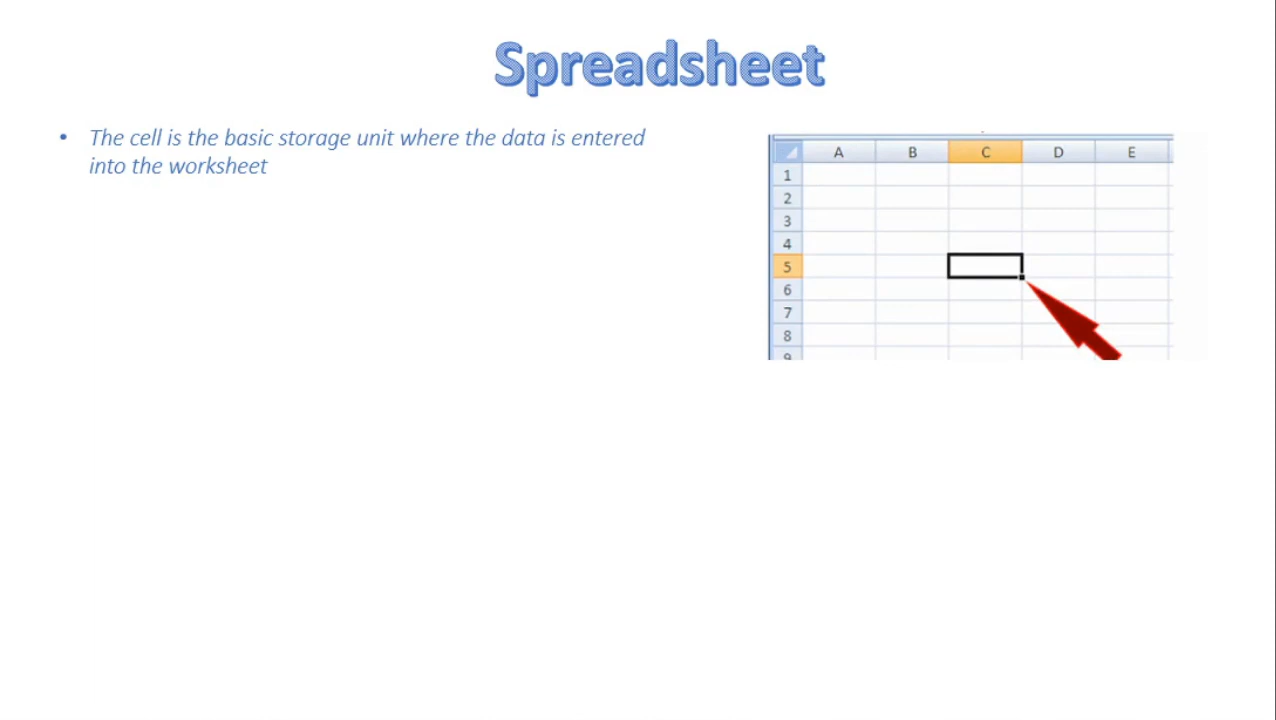 Spreadsheet
• The cell is the basic storage unit where the data is entered
into the worksheet
A B C D E
1
2
3
4
5
6
7
8
9